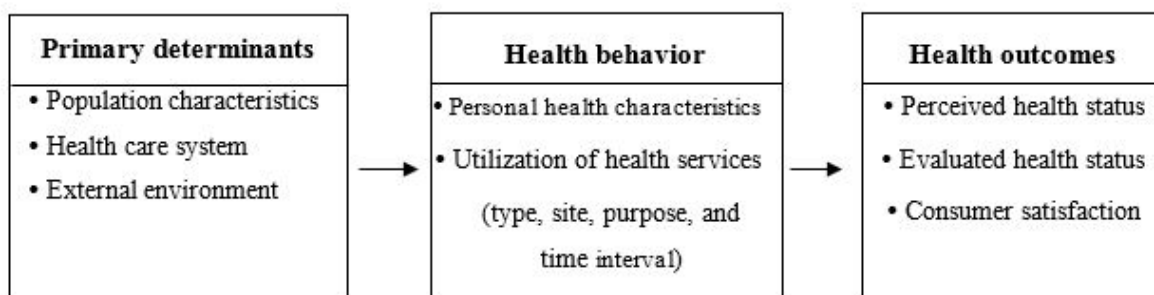 Primary determinants
• Population characteristics
• Health care system
• External environment
Health behavior
• Personal health characteristics
• Utilization of health services
(type, site, purpose, and
time interval)
Health outcomes
• Perceived health status
• Evaluated health status
• Consumer satisfaction